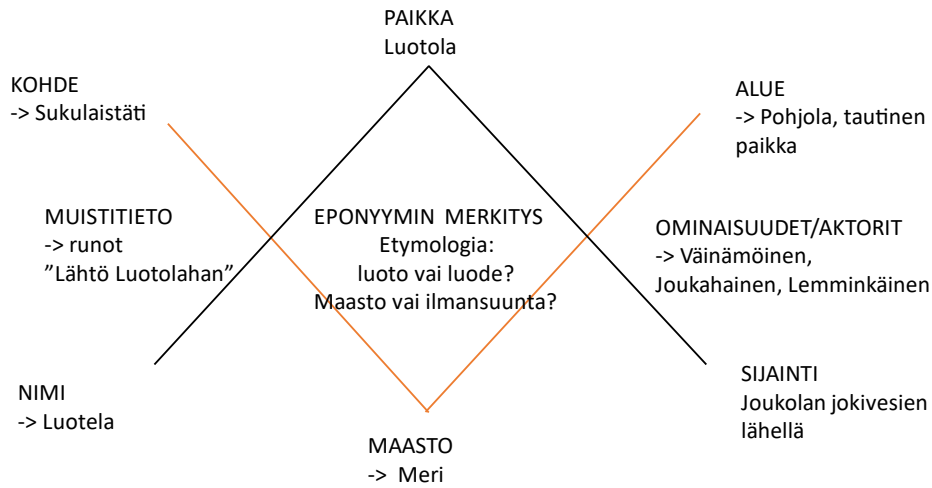 PAIKKA
Luotola
KOHDE
-> Sukulaistäti
ALUE
-> Pohjola, tautinen
paikka
MUISTITIETO
-> runot
”Lähtö Luotolahan”
EPONYYMIN MERKITYS
Etymologia:
luoto vai luode?
Maasto vai ilmansuunta?
OMINAISUUDET/AKTORIT
-> Väinämöinen,
Joukahainen, Lemminkäinen
NIMI
-> Luotela
MAASTO
-> Meri
SIJAINTI
Joukolan jokivesien
lähellä